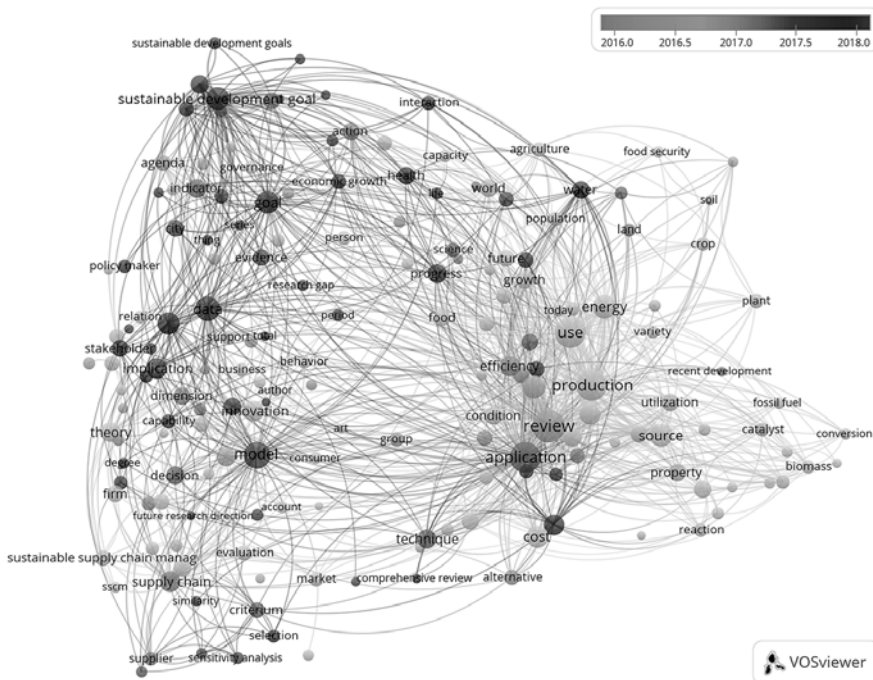 2016.0 2016.5 2017.0 2017.5 2018.0
sustainable development goals
sustainable development goal
interaction
action
agriculture
food security
capacity
agenda
governance
health
economic growth
indicator
life
world
water
goal
soil
population
series
city
land
person
thing
crop
science
evidence
future
policy maker
progress
growth
research gap
plant
data
period
today
energy
relation
food
use
variety
support
total
stakeholder
behavior
efficiency
implication
business
recent development
production
author
dimension
utilization
fossil fuel
innovation
condition
capability
art
review
theory
source
catalyst
conversion
group
model
consumer
application
degree
biomass
decision
property
firm
account
future research direction
reaction
technique
cost
evaluation
sustainable supply chain manag
market
comprehensive review
alternative
supply chain
sscm
similarity
criterium
selection
supplier
sensitivity analysis
VOSviewer